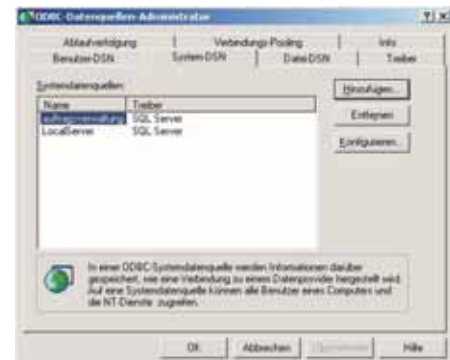 ODBC-Datenquellen-Administrator
Ablaufverfolgung Verbindungs-Pooling Info
Benutzer-DSN System-DSN Datei-DSN Treiber
Systemdatenquellen:
Name Treiber
auftragsverwaltung SQL Server
LocalServer SQL Server
Hinzufügen...
Entfernen
Konfigurieren...
In einer ODBC-Systemdatenquelle werden Informationen darüber
gespeichert, wie eine Verbindung zu einem Datenprovider hergestellt wird.
Auf eine Systemdatenquelle können alle Benutzer eines Computers und
die NT-Dienste zugreifen.
OK Abbrechen Übernehmen Hilfe